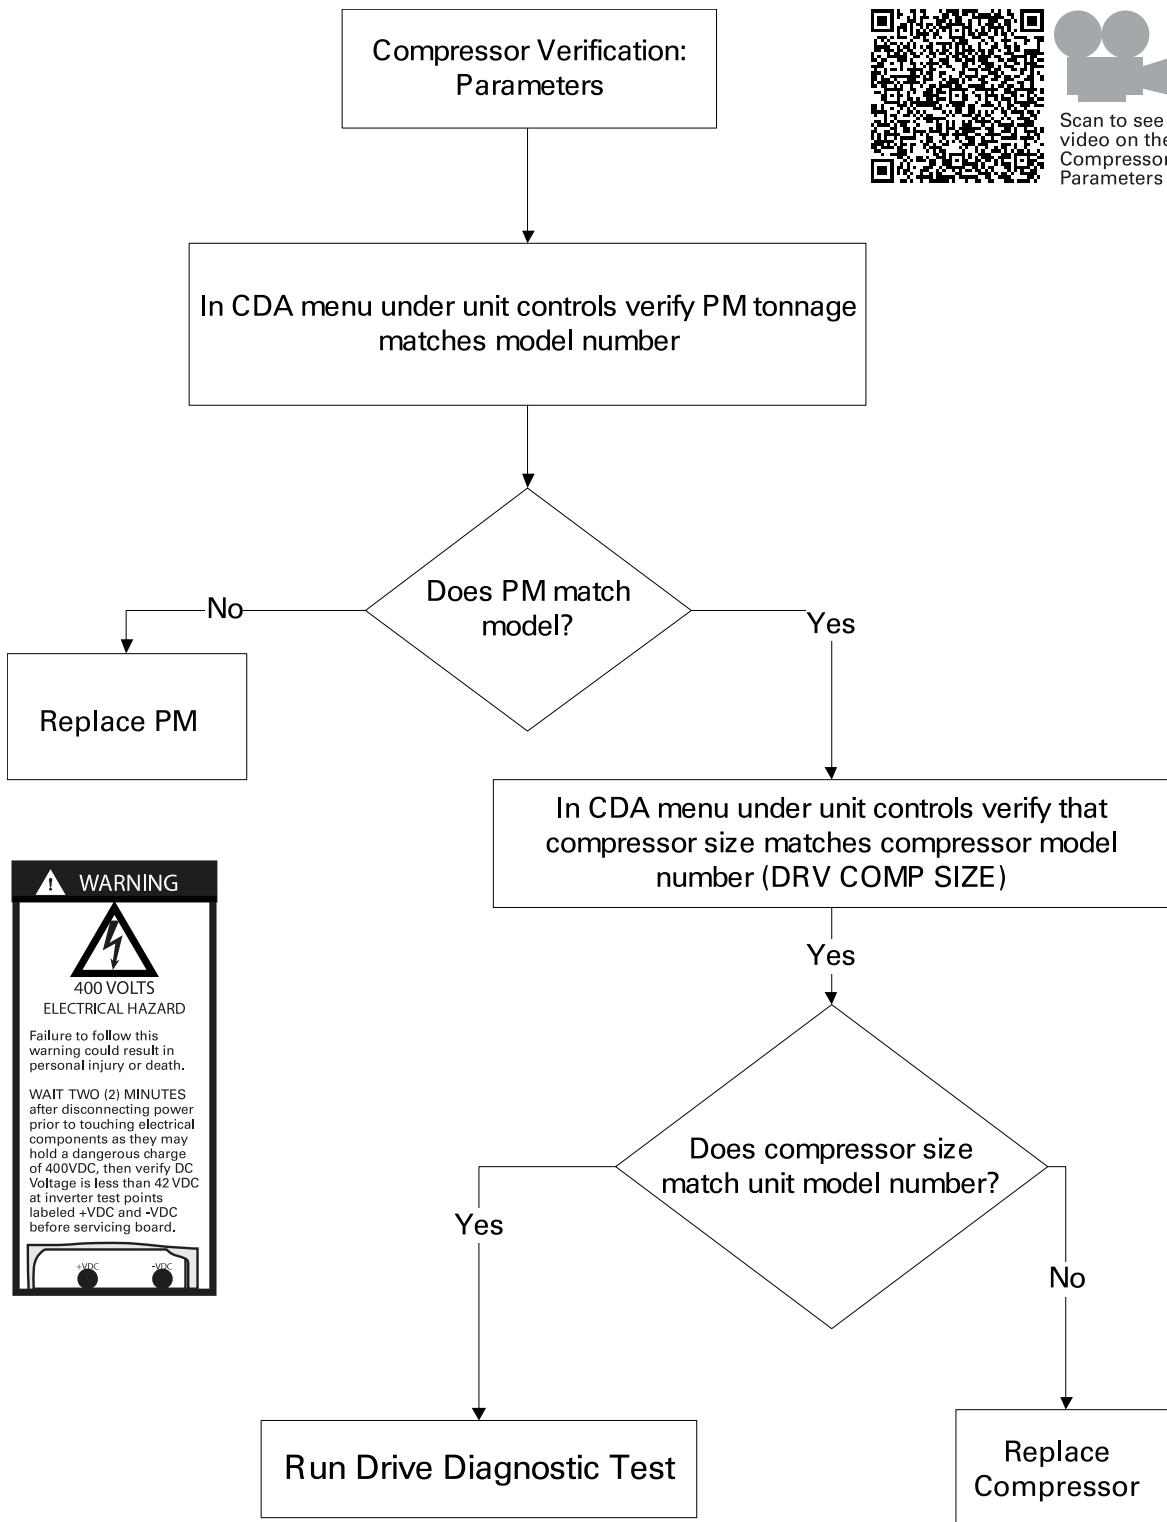 Compressor Verification:
Parameters
Scan to see
video on the
Compressor
Parameters
In CDA menu under unit controls verify PM tonnage
matches model number
Does PM match
model?
No
Yes
Replace PM
In CDA menu under unit controls verify that
compressor size matches compressor model
number (DRV COMP SIZE)
Yes
! WARNING
400 VOLTS
ELECTRICAL HAZARD
Failure to follow this
warning could result in
personal injury or death.
WAIT TWO (2) MINUTES
after disconnecting power
prior to touching electrical
components as they may
hold a dangerous charge
of 400VDC, then verify DC
Voltage is less than 42 VDC
at inverter test points
labeled +VDC and -VDC
before servicing board.
+VDC
-VDC
Does compressor size
match unit model number?
Yes
No
Run Drive Diagnostic Test
Replace
Compressor